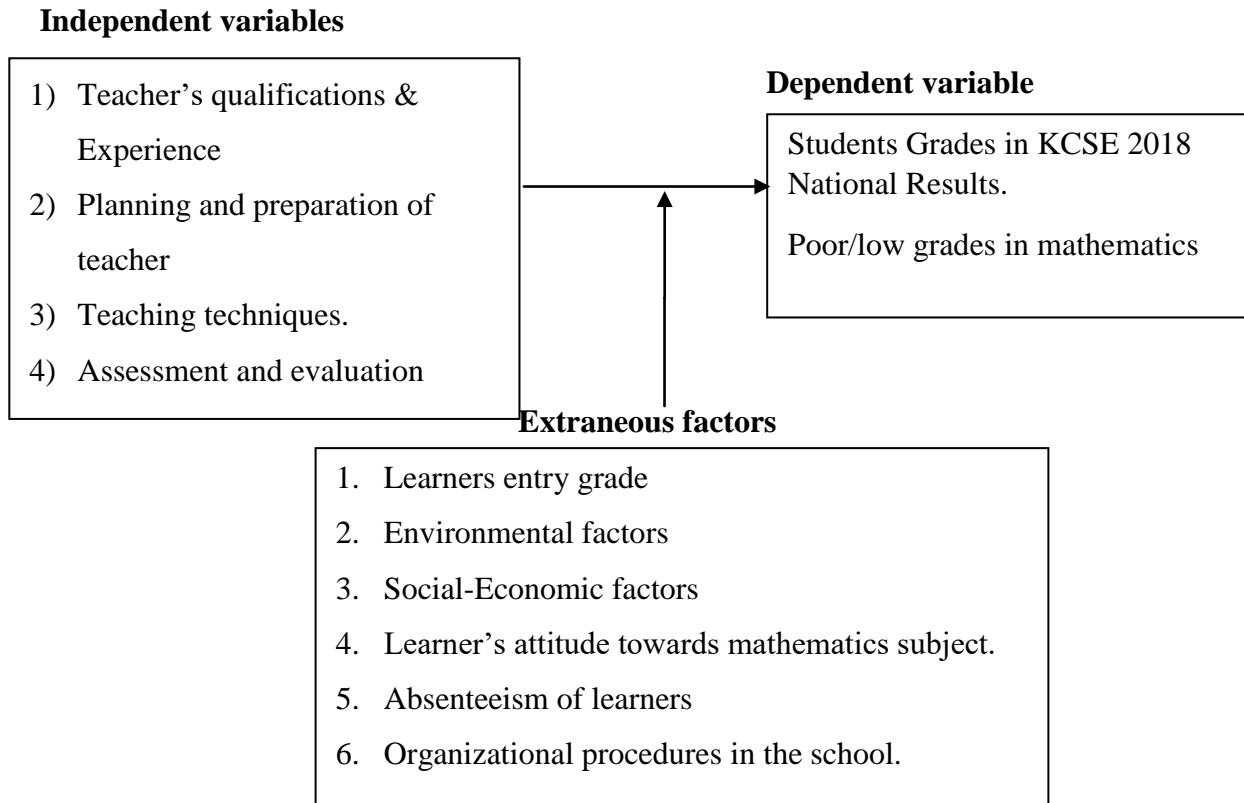 Independent variables
1) Teacher's qualifications &
Experience
2) Planning and preparation of
teacher
3) Teaching techniques.
4) Assessment and evaluation
Dependent variable
Students Grades in KCSE 2018
National Results.
Poor/low grades in mathematics
Extraneous factors
1. Learners entry grade
2. Environmental factors
3. Social-Economic factors
4. Learner's attitude towards mathematics subject.
5. Absenteeism of learners
6. Organizational procedures in the school.